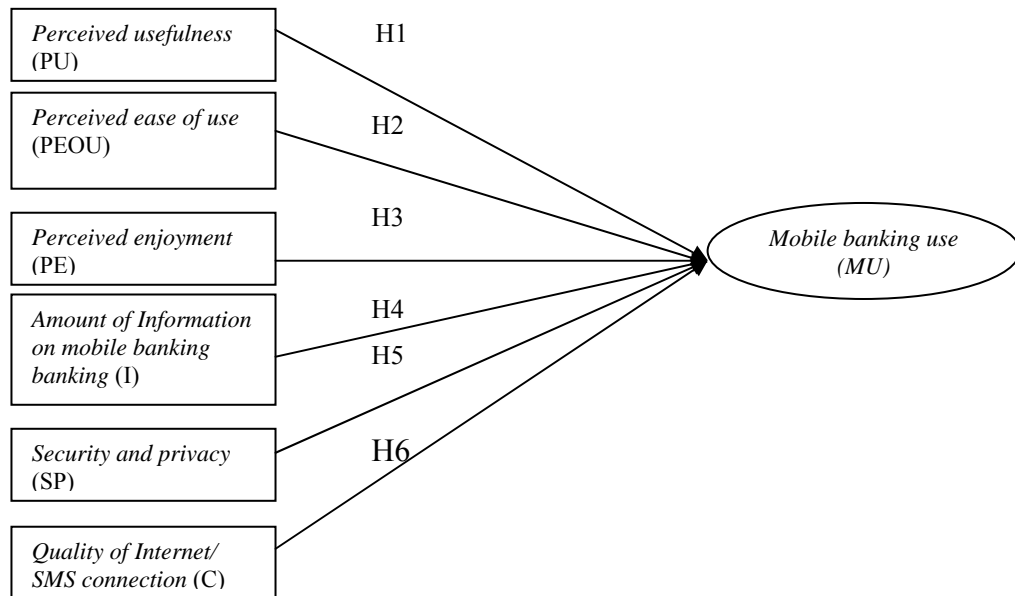 Perceived usefulness
(PU)
H1
Perceived ease of use
(PEOU)
H2
Perceived enjoyment
(PE)
H3
Mobile banking use
(MU)
Amount of Information
on mobile banking
banking (I)
H4
H5
Security and privacy
(SP)
H6
Quality of Internet/
SMS connection (C)